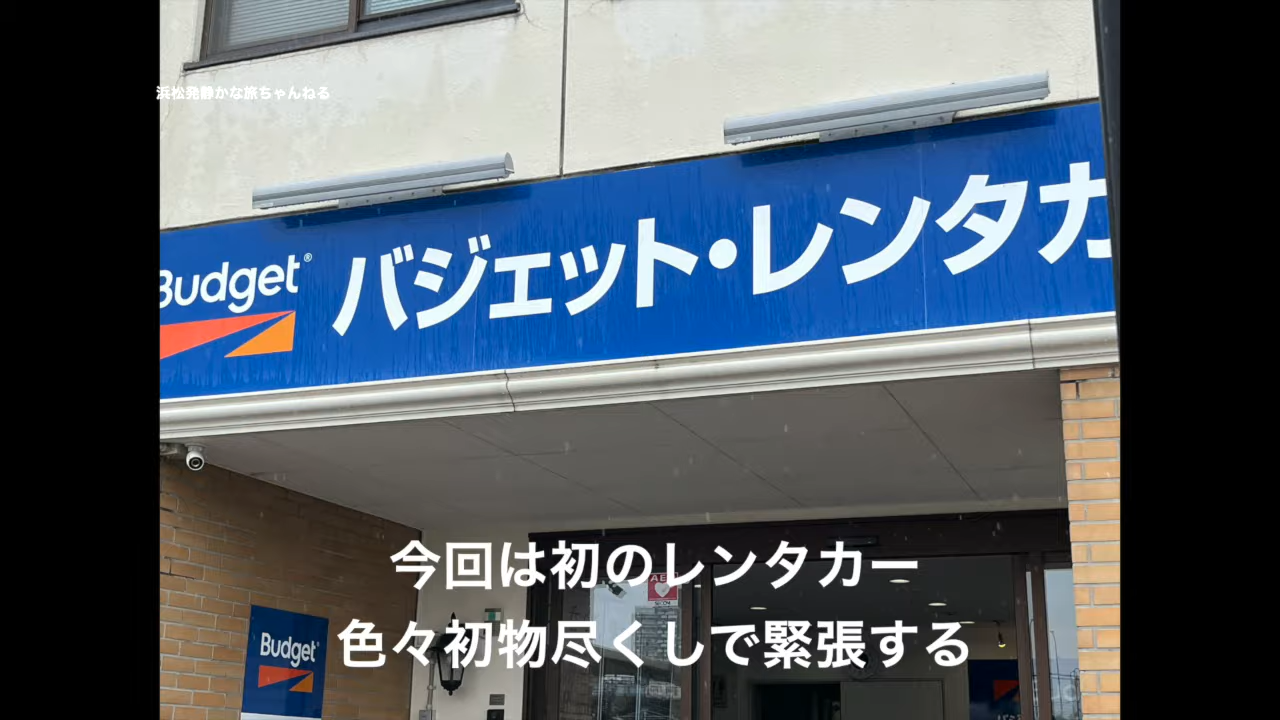 浜松発静かな旅ちゃんねる
Budget®
バジェット・レンタカ
AED
今回は初のレンタカー
色々初物尽くしで緊張する
Budget